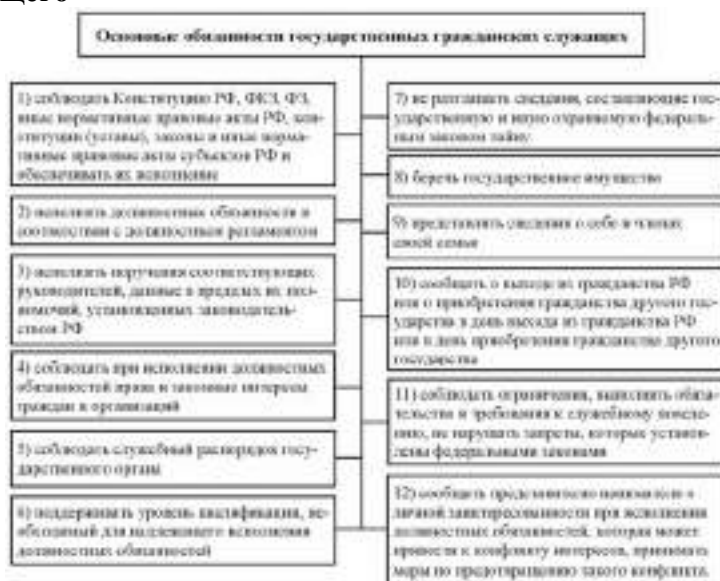 щего
Основные обязанности государственных гражданских служащих
1) соблюдать Конституцию РФ, ФКЗ, ФЗ,
иные нормативные правовые акты РФ, кон-
ституции (уставы), законы и иные норма-
тивные правовые акты субъектов РФ и
обеспечивать их исполнение
2) исполнять должностные обязанности в
соответствии с должностным регламентом
3) исполнять поручения соответствующих
руководителей, данные в пределах их пол-
номочий, установленных законодатель-
ством РФ
4) соблюдать при исполнении должностных
обязанностей права и законные интересы
граждан и организаций
5) соблюдать служебный распорядок госу-
дарственного органа
6) поддерживать уровень квалификации, не-
обходимый для надлежащего исполнения
должностных обязанностей
7) не разглашать сведения, составляющие гос-
ударственную и иную охраняемую федераль-
ным законом тайну
8) беречь государственное имущество
9) представлять сведения о себе и членах
своей семьи
10) сообщать о выходе из гражданства РФ
или о приобретении гражданства другого гос-
ударства в день выхода из гражданства РФ
или в день приобретения гражданства другого
государства
11) соблюдать ограничения, выполнять обяза-
тельства и требования к служебному поведе-
нию, не нарушать запреты, которые установ-
лены федеральными законами
12) сообщать представителю нанимателя о
личной заинтересованности при исполнении
должностных обязанностей, которая может
привести к конфликту интересов, принимать
меры по предотвращению такого конфликта.